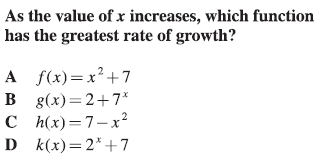 As the value of x increases, which function
has the greatest rate of growth?
A f(x)=x²+7
B g(x)=2+7ˣ
C h(x)=7−x²
D k(x)=2ˣ+7